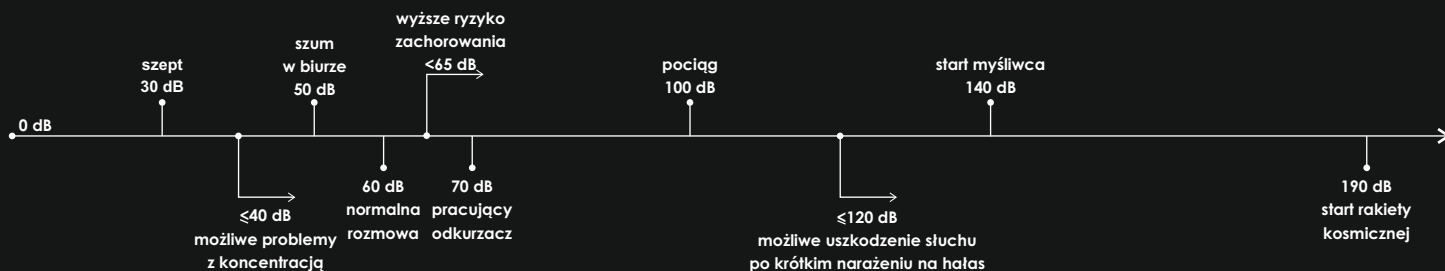 0 dB
szept
30 dB
≤40 dB
możliwe problemy
z koncentracją
szum
w biurze
50 dB
60 dB
normalna
rozmowa
wyższe ryzyko
zachorowania
<65 dB
70 dB
pracujący
odkurzacz
pociąg
100 dB
≤120 dB
możliwe uszkodzenie słuchu
po krótkim narażeniu na hałas
start myśliwca
140 dB
190 dB
start rakiety
kosmicznej